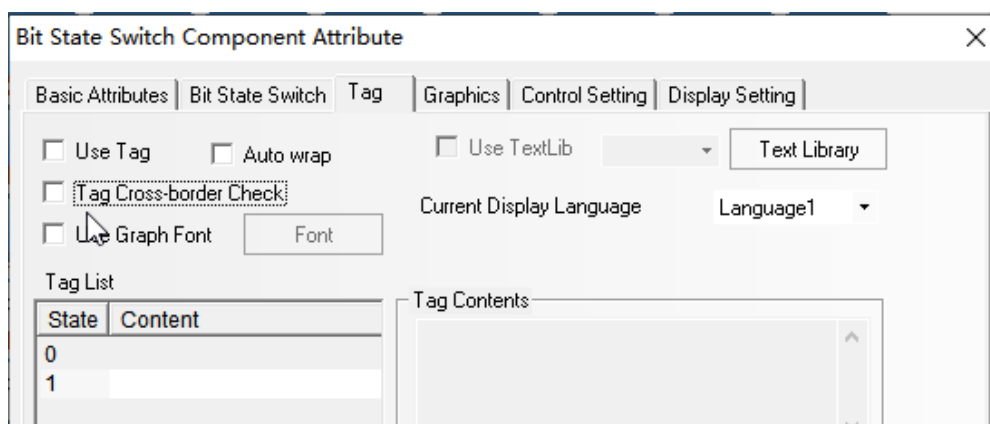 Bit State Switch Component Attribute
Basic Attributes Bit State Switch Tag Graphics Control Setting Display Setting
Use Tag Auto wrap Use TextLib Text Library
Tag Cross-border Check
Current Display Language Language1
Use Graph Font Font
Tag List
Tag Contents
State Content
0
1